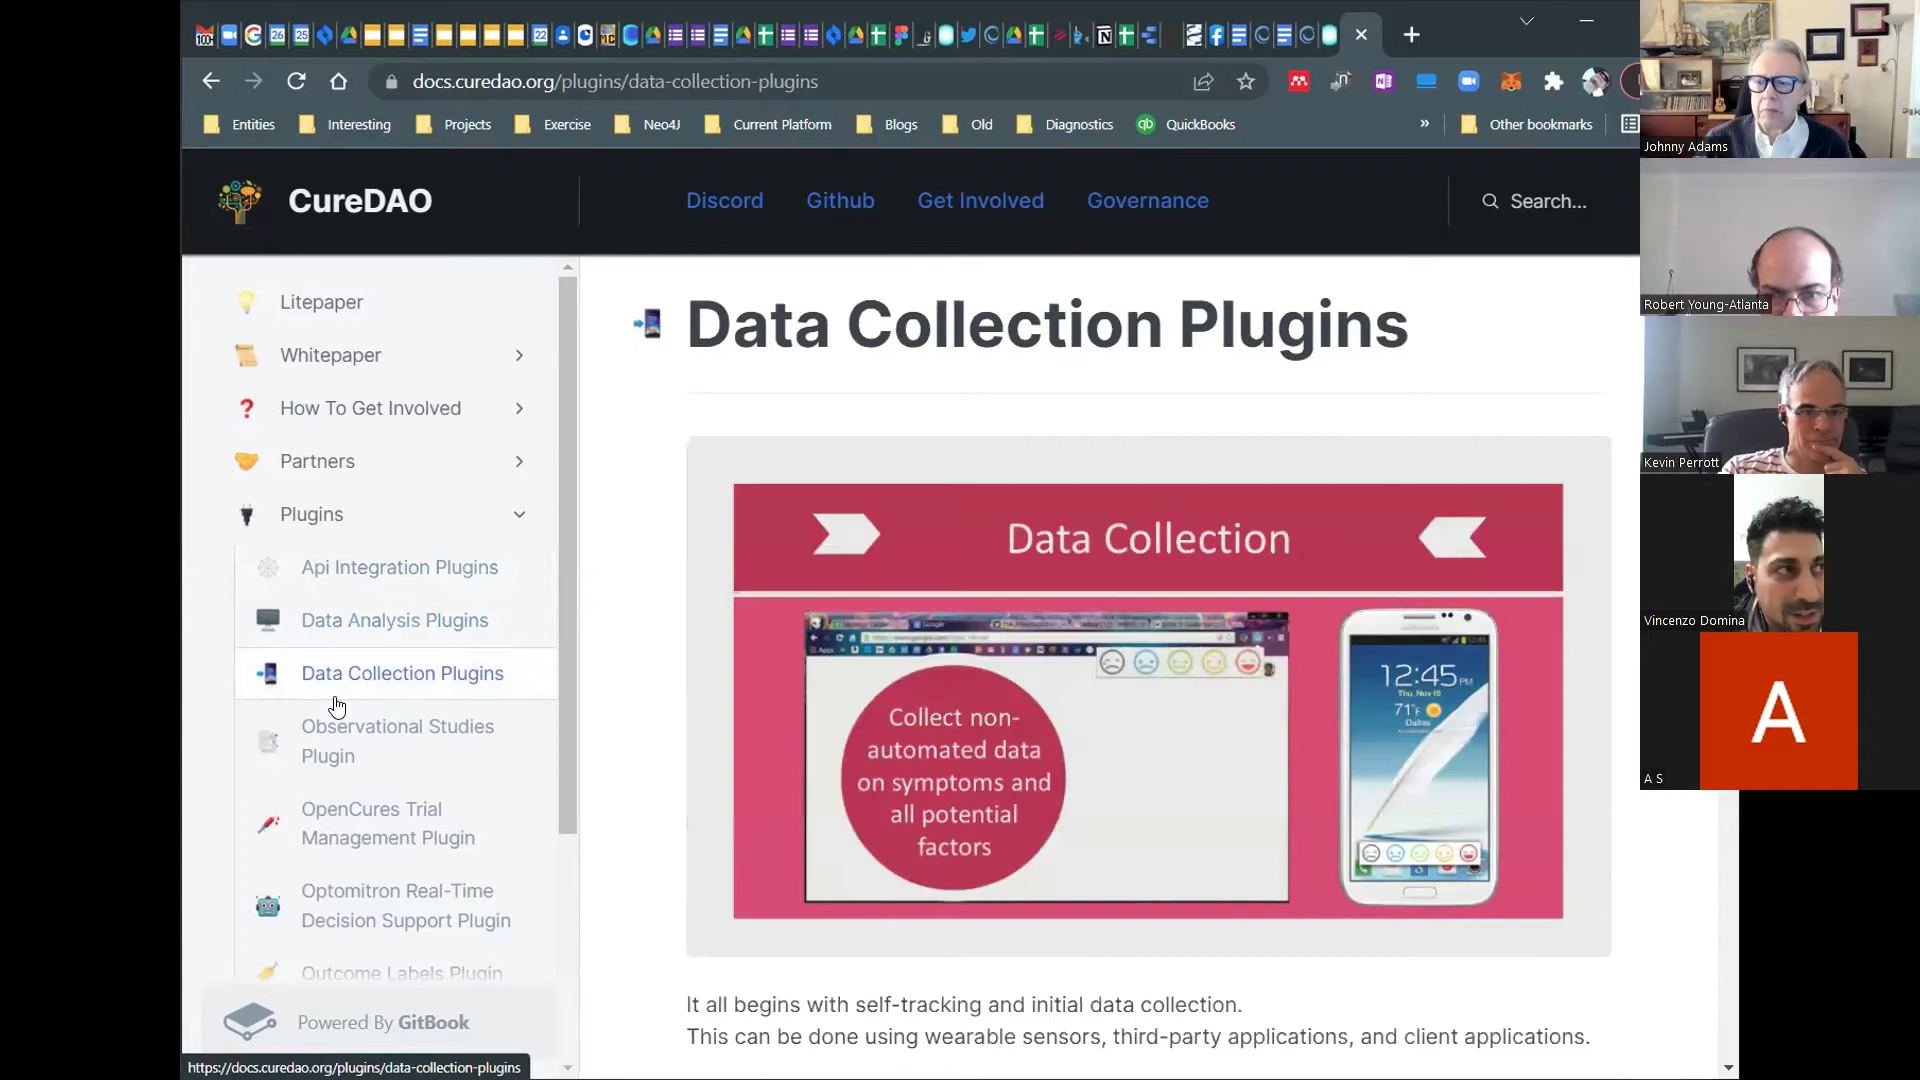 docs.curedao.org/plugins/data-collection-plugins
Entities
Interesting
Projects
Exercise
Neo4J
Current Platform
Blogs
Old
Diagnostics
QuickBooks
»
Other bookmarks
CureDAO
Discord
Github
Get Involved
Governance
Search...
Litepaper
Whitepaper
How To Get Involved
Partners
Plugins
Api Integration Plugins
Data Analysis Plugins
Data Collection Plugins
Observational Studies
Plugin
OpenCures Trial
Management Plugin
Optomitron Real-Time
Decision Support Plugin
Outcome Labels Plugin
Powered By GitBook
https://docs.curedao.org/plugins/data-collection-plugins
Data Collection Plugins
Data Collection
Collect non-
automated data
on symptoms and
all potential
factors
12:45 PM
Thu, Nov 15
71°F
Dallas
It all begins with self-tracking and initial data collection.
This can be done using wearable sensors, third-party applications, and client applications.
Johnny Adams
Robert Young-Atlanta
Kevin Perrott
Vincenzo Domina
A
A S